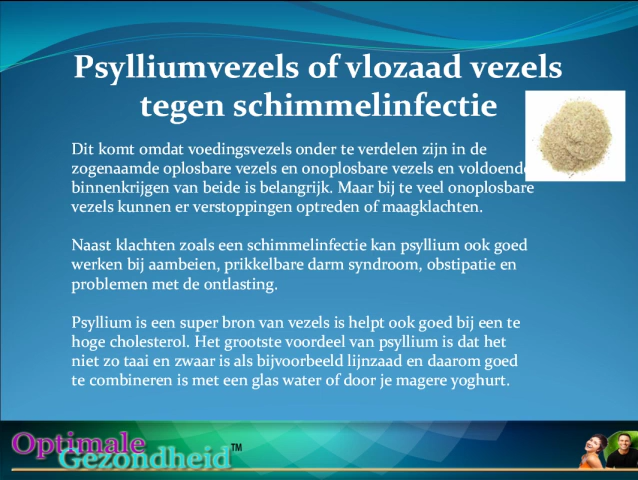 Psylliumvezels of vlozaad vezels
tegen schimmelinfectie
Dit komt omdat voedingsvezels onder te verdelen zijn in de
zogenaamde oplosbare vezels en onoplosbare vezels en voldoende
binnenkrijgen van beide is belangrijk. Maar bij te veel onoplosbare
vezels kunnen er verstoppingen optreden of maagklachten.
Naast klachten zoals een schimmelinfectie kan psyllium ook goed
werken bij aambeien, prikkelbare darm syndroom, obstipatie en
problemen met de ontlasting.
Psyllium is een super bron van vezels is helpt ook goed bij een te
hoge cholesterol. Het grootste voordeel van psyllium is dat het
niet zo taai en zwaar is als bijvoorbeeld lijnzaad en daarom goed
te combineren is met een glas water of door je magere yoghurt.
Optimale
Gezondheid™